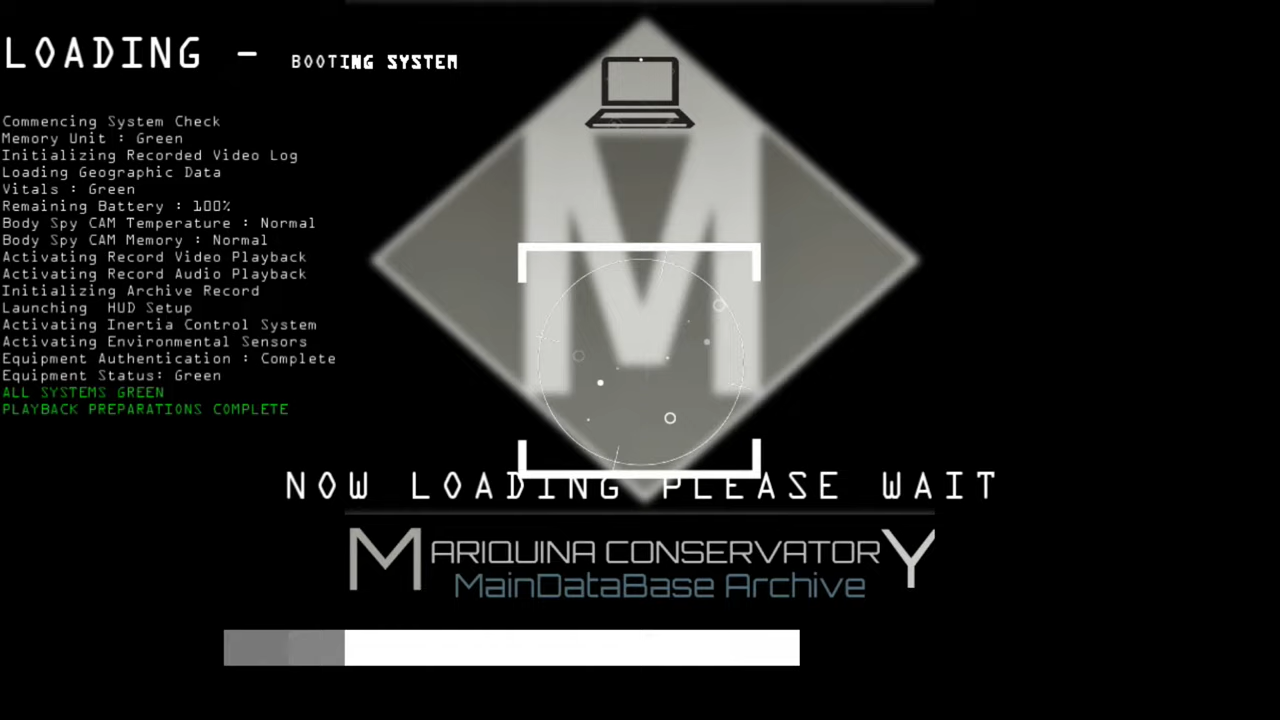 LOADING - BOOTING SYSTEM
Commencing System Check
Memory Unit : Green
Initializing Recorded Video Log
Loading Geographic Data
Vitals : Green
Remaining Battery : 100%
Body Spy CAM Temperature : Normal
Body Spy CAM Memory : Normal
Activating Record Video Playback
Activating Record Audio Playback
Initializing Archive Record
Launching HUD Setup
Activating Inertia Control System
Activating Environmental Sensors
Equipment Authentication : Complete
Equipment Status: Green
ALL SYSTEMS GREEN
PLAYBACK PREPARATIONS COMPLETE
M
NOW LOADING PLEASE WAIT
MARIQUINA CONSERVATORY
MainDataBase Archive